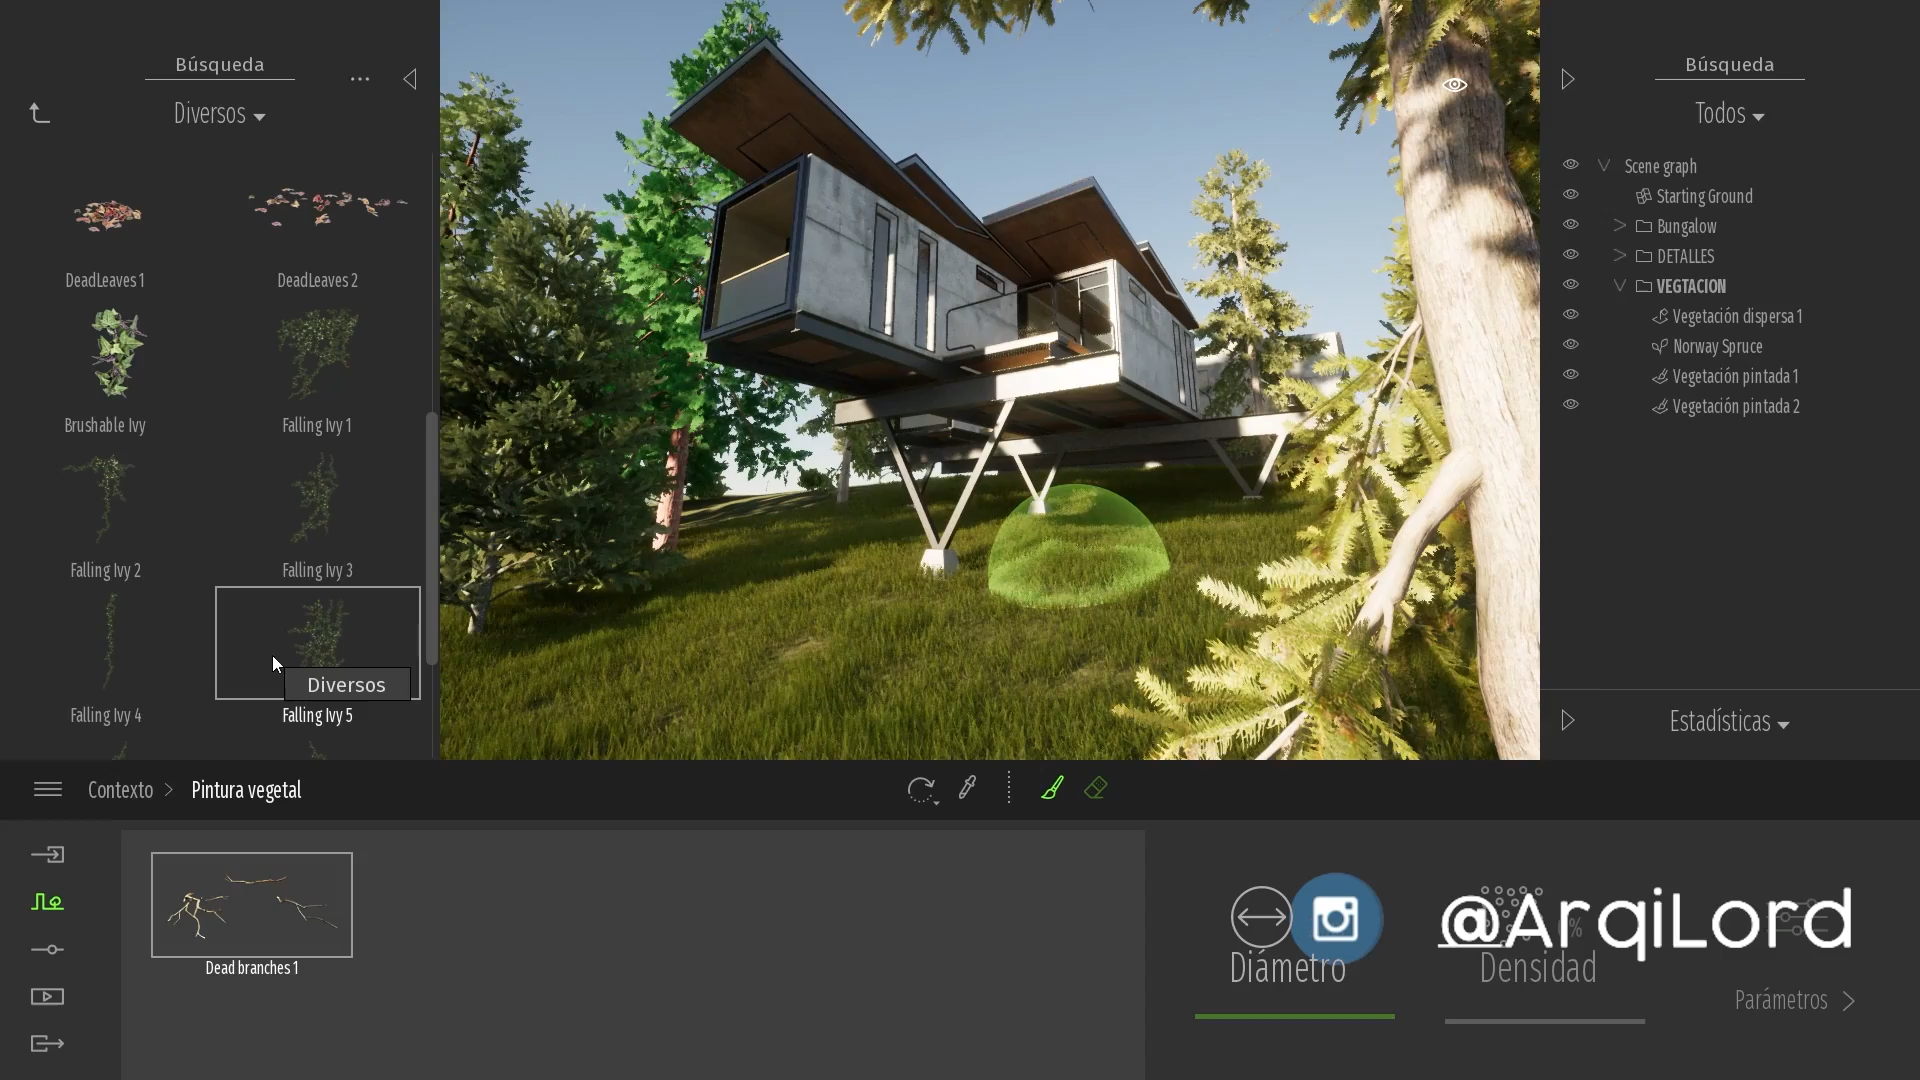 Búsqueda
Diversos
DeadLeaves 1
DeadLeaves 2
Brushable Ivy
Falling Ivy 1
Falling Ivy 2
Falling Ivy 3
Diversos
Falling Ivy 4
Falling Ivy 5
Búsqueda
Todos
Scene graph
Starting Ground
Bungalow
DETALLES
VEGTACION
Vegetación dispersa 1
Norway Spruce
Vegetación pintada 1
Vegetación pintada 2
Estadísticas
Contexto > Pintura vegetal
Dead branches 1
@ArqiLord
Diámetro
Densidad
Parámetros